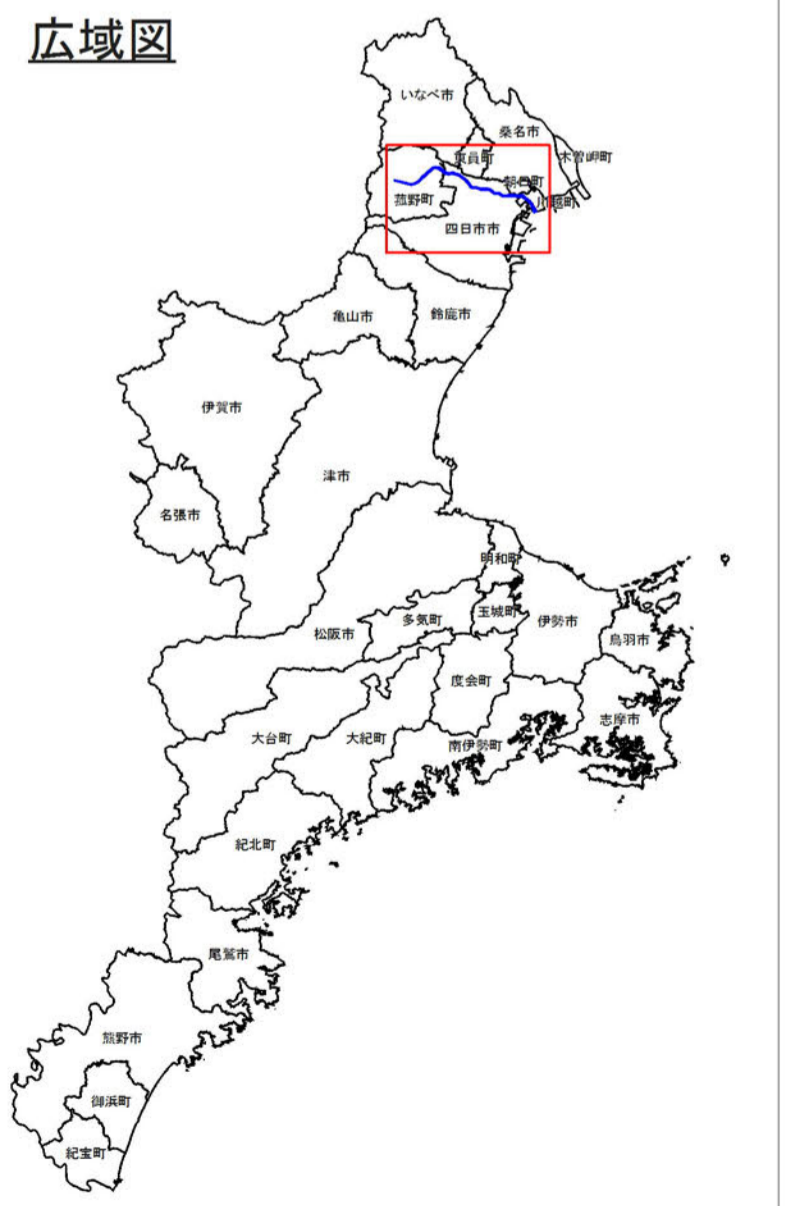 広域図
いなべ市
桑名市
東員町
木曽岬町
朝日町
菰野町
川越町
四日市市
亀山市
鈴鹿市
伊賀市
津市
名張市
明和町
多気町
玉城町
伊勢市
松阪市
鳥羽市
度会町
志摩市
大台町
大紀町
南伊勢町
紀北町
尾鷲市
熊野市
御浜町
紀宝町